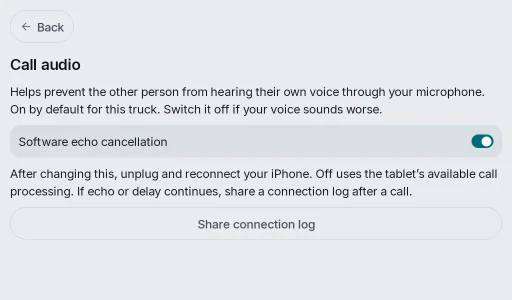 Back
Call audio
Helps prevent the other person from hearing their own voice through your microphone.
On by default for this truck. Switch it off if your voice sounds worse.
Software echo cancellation
After changing this, unplug and reconnect your iPhone. Off uses the tablet’s available call
processing. If echo or delay continues, share a connection log after a call.
Share connection log